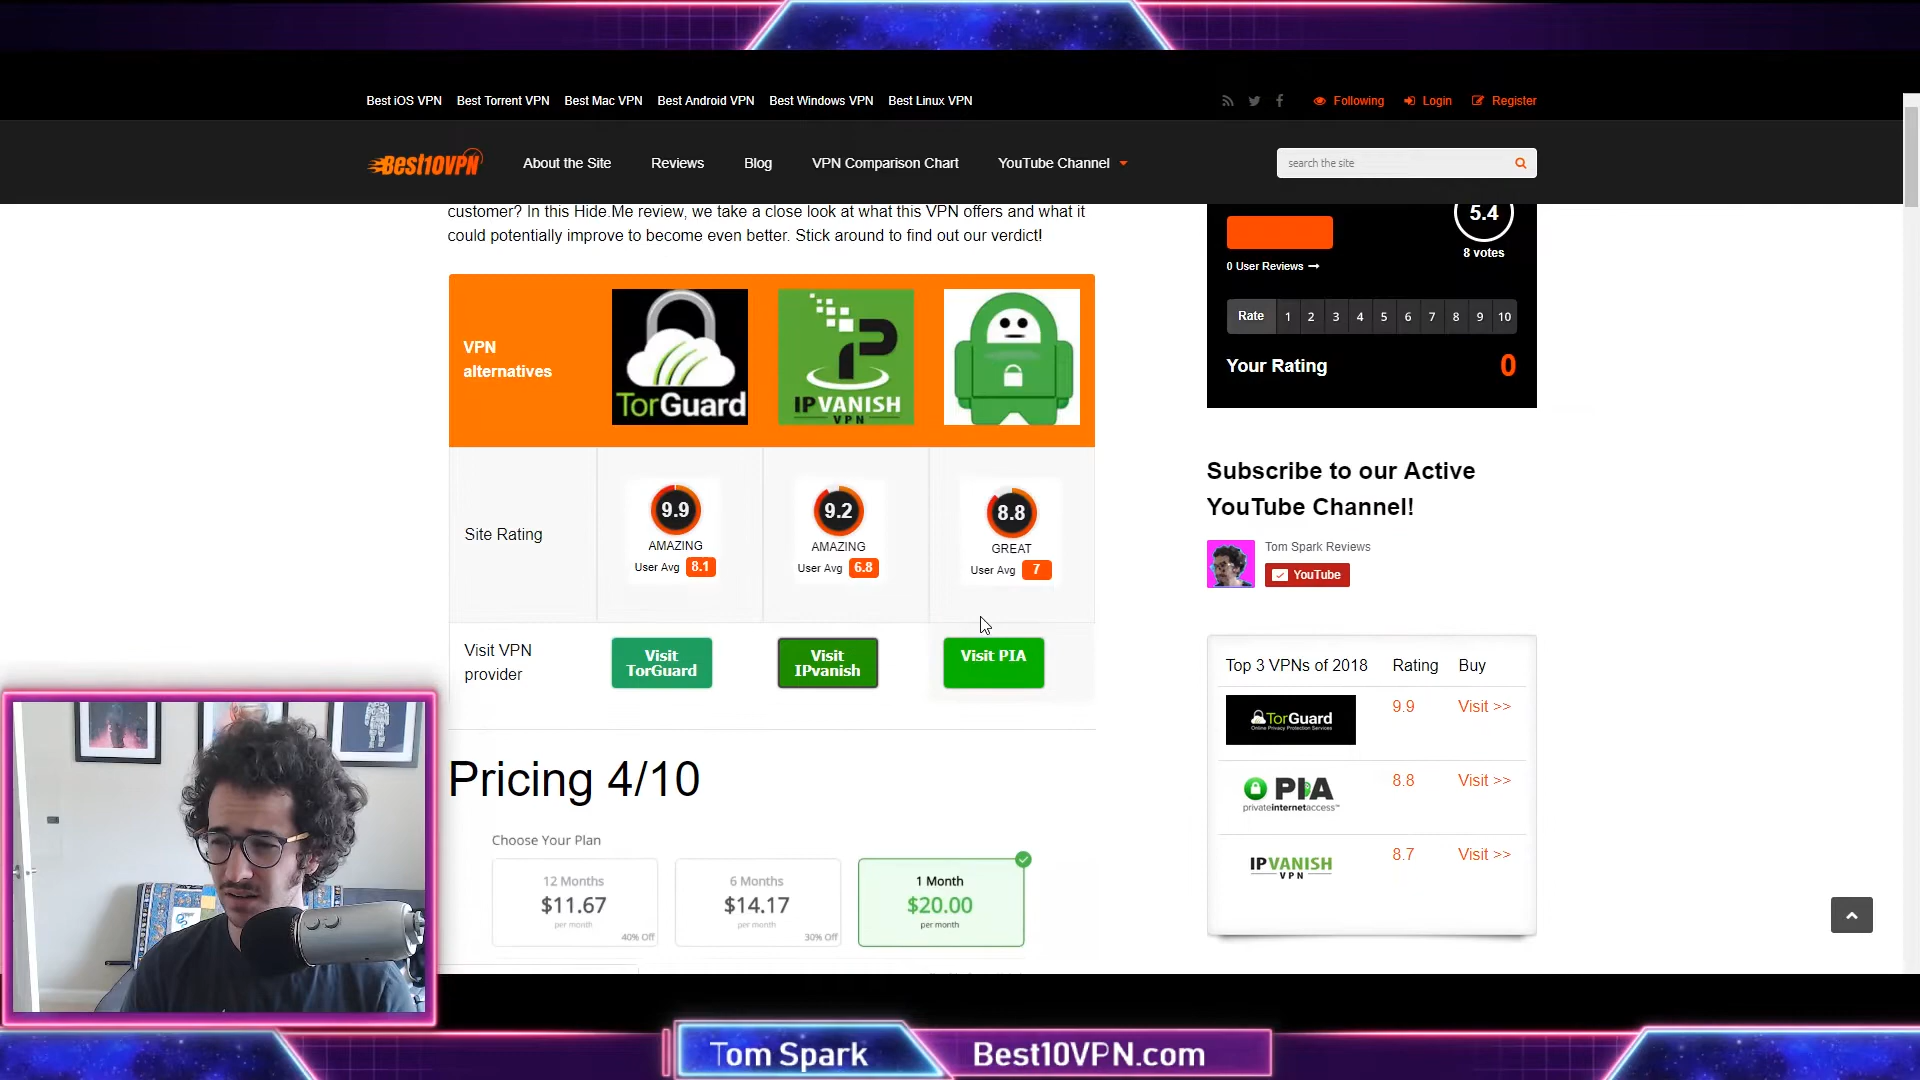 Best iOS VPN Best Torrent VPN Best Mac VPN Best Android VPN Best Windows VPN Best Linux VPN
Following Login Register
Best10VPN About the Site Reviews Blog VPN Comparison Chart YouTube Channel
search the site
customer? In this Hide.Me review, we take a close look at what this VPN offers and what it
could potentially improve to become even better. Stick around to find out our verdict!
VPN
alternatives
TorGuard
IPVANISH
VPN
Site Rating
9.9
AMAZING
User Avg 8.1
9.2
AMAZING
User Avg 6.8
8.8
GREAT
User Avg 7
Visit VPN
provider
Visit
TorGuard
Visit
IPvanish
Visit PIA
Pricing 4/10
Choose Your Plan
12 Months
$11.67
per month
40% Off
6 Months
$14.17
per month
30% Off
1 Month
$20.00
per month
5.4
8 votes
0 User Reviews
Rate 1 2 3 4 5 6 7 8 9 10
Your Rating 0
Subscribe to our Active
YouTube Channel!
Tom Spark Reviews
YouTube
Top 3 VPNs of 2018 Rating Buy
TorGuard
Online Privacy Protection Services
9.9 Visit >>
PIA
privateinternetaccess™
8.8 Visit >>
IPVANISH
VPN
8.7 Visit >>
Tom Spark
Best10VPN.com